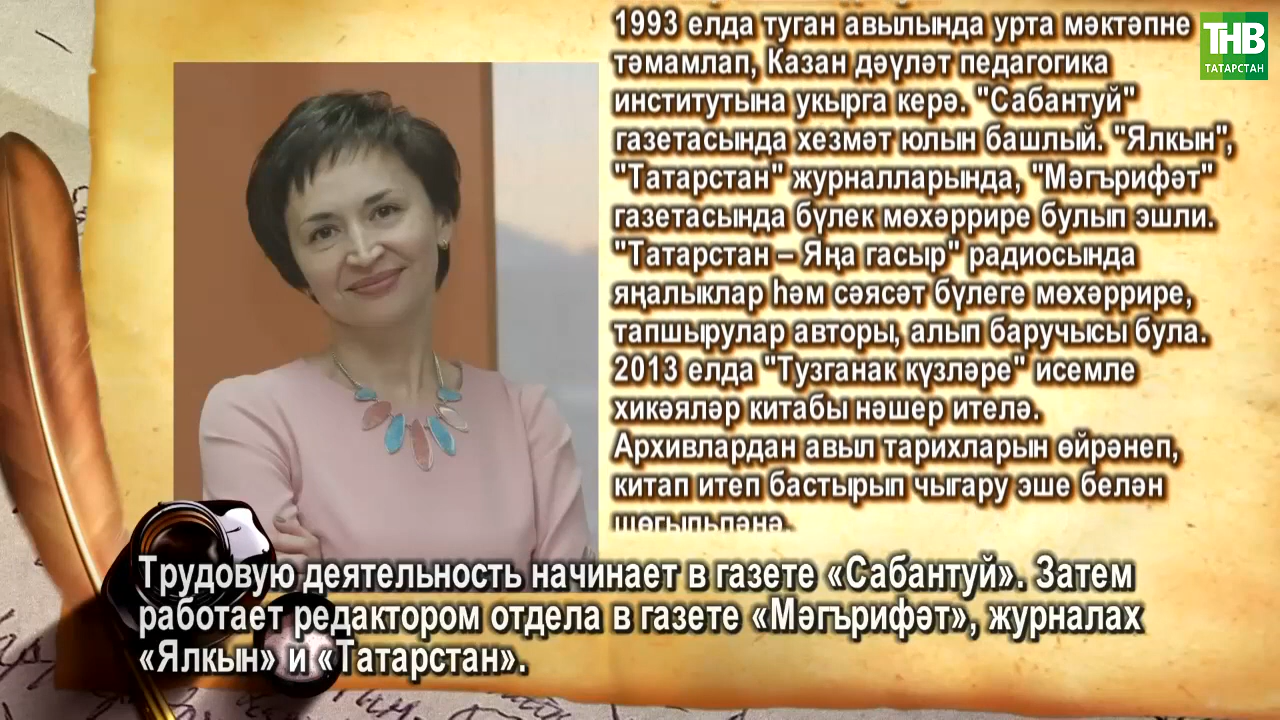 1993 елда туган авылында урта мәктәпне
тәмамлап, Казан дәүләт педагогика
институтына укырга керә. "Сабантуй"
газетасында хезмәт юлын башлый. "Ялкын",
"Татарстан" журналларында, "Мәгърифәт"
газетасында бүлек мөхәррире булып эшли.
"Татарстан – Яңа гасыр" радиосында
яңалыклар һәм сәясәт бүлеге мөхәррире,
тапшырулар авторы, алып баручысы була.
2013 елда "Тузганак күзләре" исемле
хикәяләр китабы нәшер ителә.
Архивлардан авыл тарихларын өйрәнеп,
китап итеп бастырып чыгару эше белән
шөгыльләнә.
Трудовую деятельность начинает в газете «Сабантуй». Затем
работает редактором отдела в газете «Мәгърифәт», журналах
«Ялкын» и «Татарстан».
ТНВ
ТАТАРСТАН